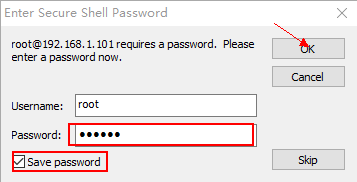 Enter Secure Shell Password
root@192.168.1.101 requires a password. Please
enter a password now.
OK
Cancel
Username: root
Password: ••••••
Save password
Skip